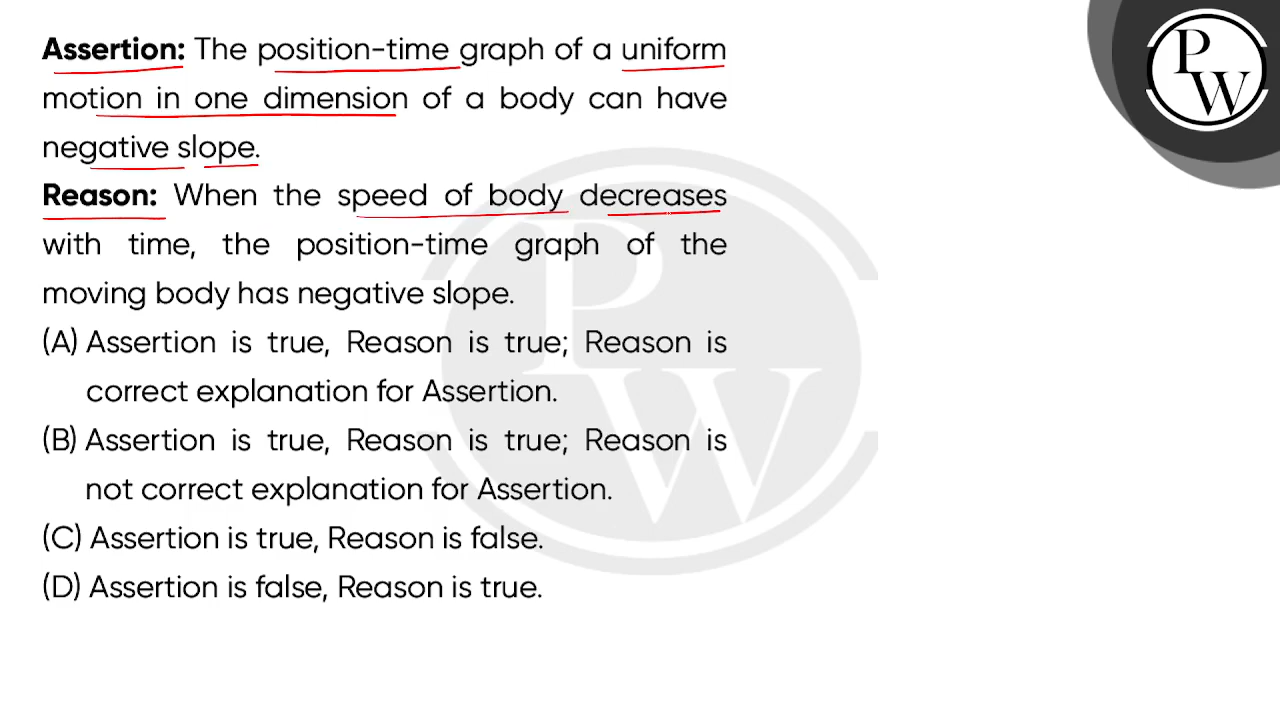 Assertion: The position-time graph of a uniform
motion in one dimension of a body can have
negative slope.
Reason: When the speed of body decreases
with time, the position-time graph of the
moving body has negative slope.
(A) Assertion is true, Reason is true; Reason is
correct explanation for Assertion.
(B) Assertion is true, Reason is true; Reason is
not correct explanation for Assertion.
(C) Assertion is true, Reason is false.
(D) Assertion is false, Reason is true.
PW
PW